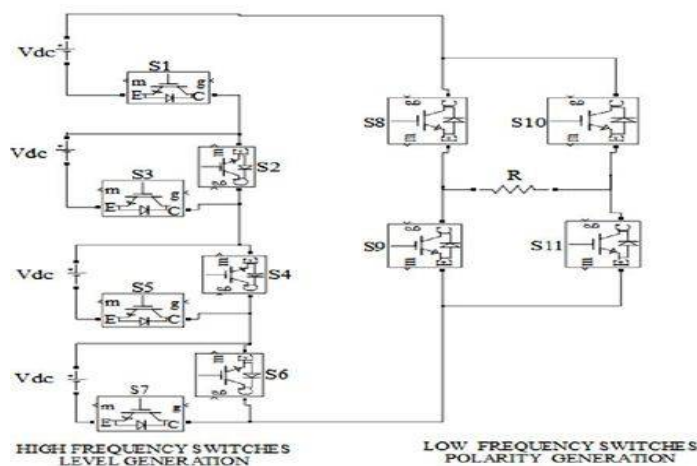 Vdc
S1
m
g
E
C
Vdc
S2
m
g
S3
m
g
E
C
Vdc
S4
m
g
S5
m
g
E
C
Vdc
S6
m
g
S7
m
g
E
C
S8
g
C
m
E
S10
g
C
m
E
R
S9
g
C
m
E
S11
g
C
m
E
HIGH FREQUENCY SWITCHES
LEVEL GENERATION
LOW FREQUENCY SWITCHES
POLARITY GENERATION